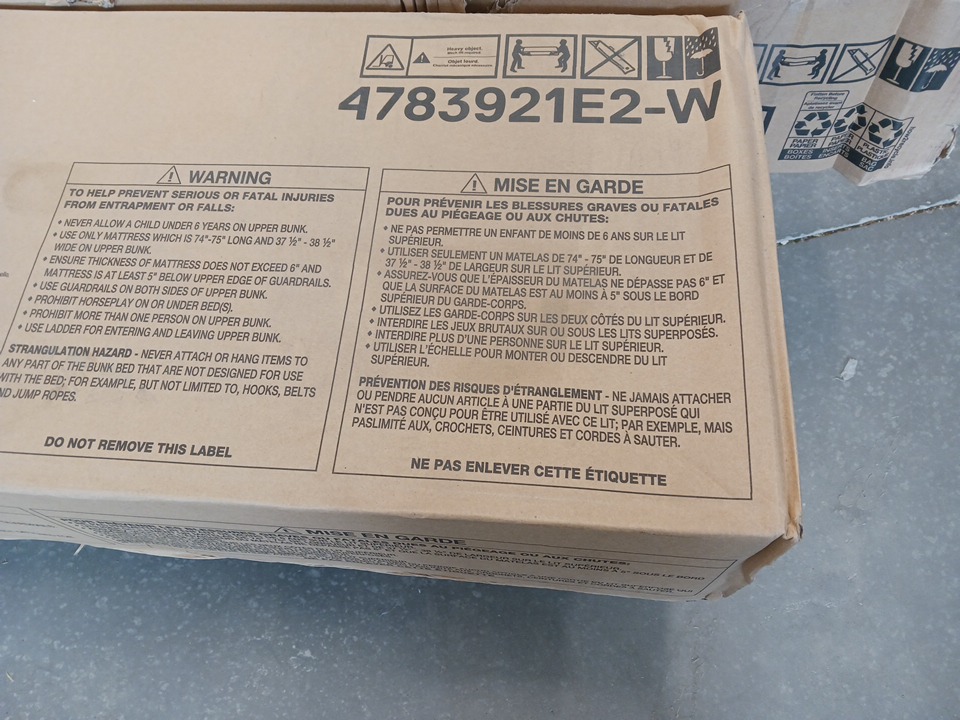 Heavy object.
Objet lourd.
4783921E2-W
WARNING
TO HELP PREVENT SERIOUS OR FATAL INJURIES
FROM ENTRAPMENT OR FALLS:
• NEVER ALLOW A CHILD UNDER 6 YEARS ON UPPER BUNK.
• USE ONLY MATTRESS WHICH IS 74"-75" LONG AND 37 ½" - 38 ½"
WIDE ON UPPER BUNK.
• ENSURE THICKNESS OF MATTRESS DOES NOT EXCEED 6" AND
MATTRESS IS AT LEAST 5" BELOW UPPER EDGE OF GUARDRAILS.
• USE GUARDRAILS ON BOTH SIDES OF UPPER BUNK.
• PROHIBIT HORSEPLAY ON OR UNDER BED(S).
• PROHIBIT MORE THAN ONE PERSON ON UPPER BUNK.
• USE LADDER FOR ENTERING AND LEAVING UPPER BUNK.
STRANGULATION HAZARD - NEVER ATTACH OR HANG ITEMS TO
ANY PART OF THE BUNK BED THAT ARE NOT DESIGNED FOR USE
WITH THE BED; FOR EXAMPLE, BUT NOT LIMITED TO, HOOKS, BELTS
ND JUMP ROPES.
DO NOT REMOVE THIS LABEL
MISE EN GARDE
POUR PRÉVENIR LES BLESSURES GRAVES OU FATALES
DUES AU PIÉGEAGE OU AUX CHUTES:
• NE PAS PERMETTRE UN ENFANT DE MOINS DE 6 ANS SUR LE LIT
SUPÉRIEUR.
• UTILISER SEULEMENT UN MATELAS DE 74" - 75" DE LONGUEUR ET DE
37 ½" - 38 ½" DE LARGEUR SUR LE LIT SUPÉRIEUR.
• ASSUREZ-VOUS QUE L'ÉPAISSEUR DU MATELAS NE DÉPASSE PAS 6" ET
QUE LA SURFACE DU MATELAS EST AU MOINS À 5" SOUS LE BORD
SUPÉRIEUR DU GARDE-CORPS.
• UTILISEZ LES GARDE-CORPS SUR LES DEUX CÔTÉS DU LIT SUPÉRIEUR.
• INTERDIRE LES JEUX BRUTAUX SUR OU SOUS LES LITS SUPERPOSÉS.
• INTERDIRE PLUS D'UNE PERSONNE SUR LE LIT SUPÉRIEUR.
• UTILISER L'ÉCHELLE POUR MONTER OU DESCENDRE DU LIT
SUPÉRIEUR.
PRÉVENTION DES RISQUES D'ÉTRANGLEMENT - NE JAMAIS ATTACHER
OU PENDRE AUCUN ARTICLE À UNE PARTIE DU LIT SUPERPOSÉ QUI
N'EST PAS CONÇU POUR ÊTRE UTILISÉ AVEC CE LIT; PAR EXEMPLE, MAIS
PASLIMITÉ AUX, CROCHETS, CEINTURES ET CORDES À SAUTER.
NE PAS ENLEVER CETTE ÉTIQUETTE
MISE EN GARDE
PAPER
PAPIER
BOXES
BOITES
PAPER
PLASTIC
BAG
SAC